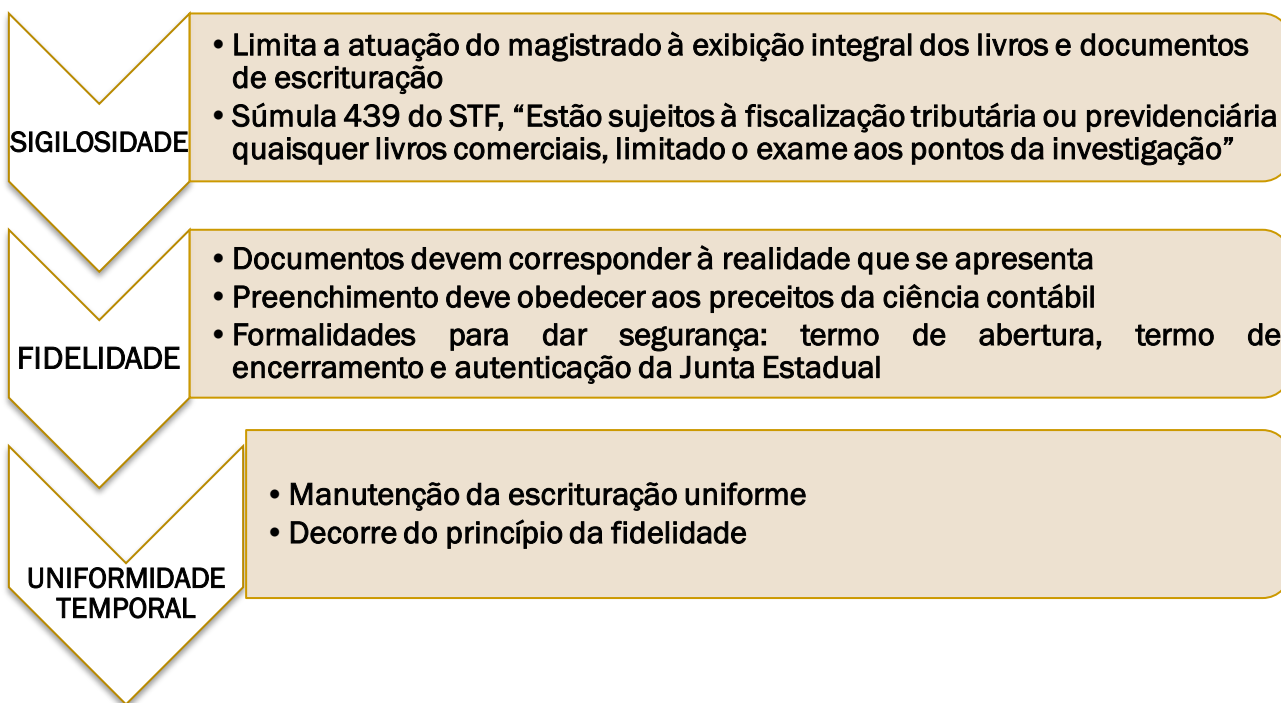 SIGILOSIDADE
• Limita a atuação do magistrado à exibição integral dos livros e documentos
de escrituração
• Súmula 439 do STF, “Estão sujeitos à fiscalização tributária ou previdenciária
quaisquer livros comerciais, limitado o exame aos pontos da investigação”
FIDELIDADE
• Documentos devem corresponder à realidade que se apresenta
• Preenchimento deve obedecer aos preceitos da ciência contábil
• Formalidades para dar segurança: termo de abertura, termo de
encerramento e autenticação da Junta Estadual
UNIFORMIDADE
TEMPORAL
• Manutenção da escrituração uniforme
• Decorre do princípio da fidelidade